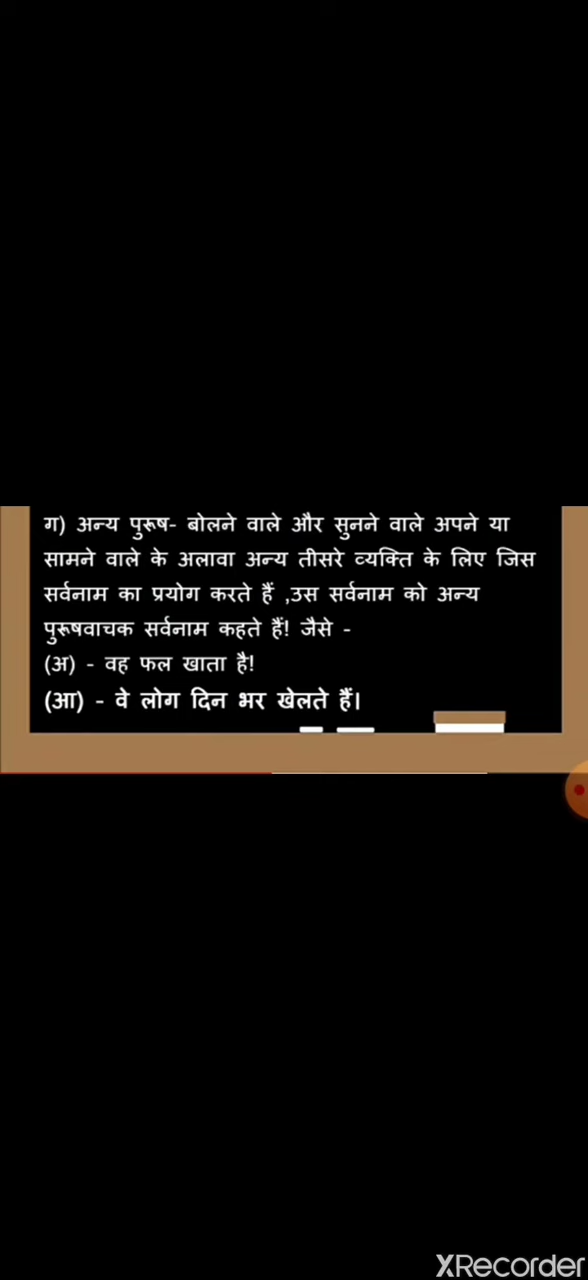 ग) अन्य पुरूष- बोलने वाले और सुनने वाले अपने या
सामने वाले के अलावा अन्य तीसरे व्यक्ति के लिए जिस
सर्वनाम का प्रयोग करते हैं ,उस सर्वनाम को अन्य
पुरूषवाचक सर्वनाम कहते हैं! जैसे -
(अ) - वह फल खाता है!
(आ) - वे लोग दिन भर खेलते हैं।
XRecorder